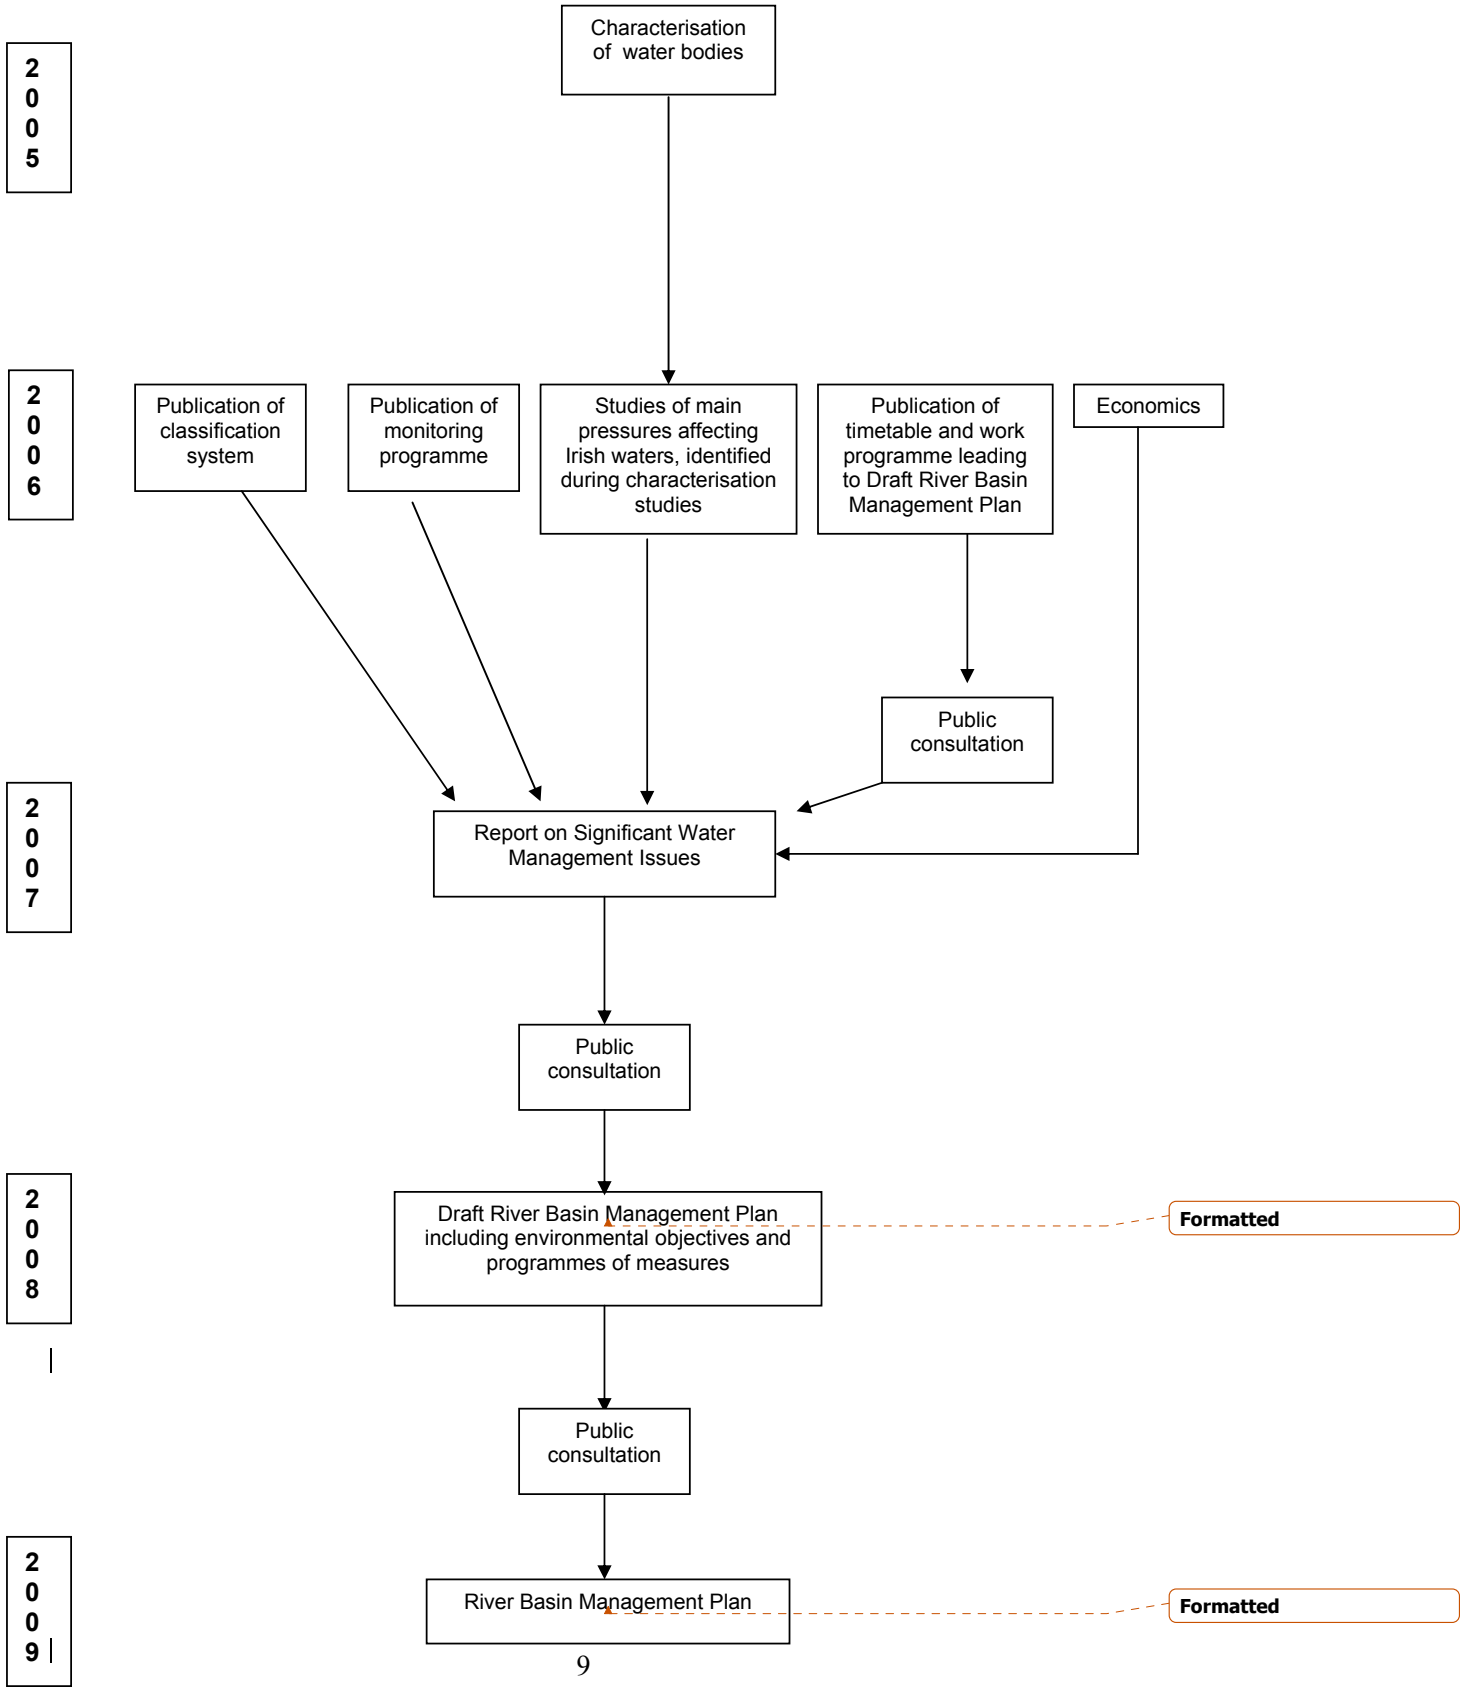 Characterisation
of water bodies
2
0
0
5
2
0
0
6
Publication of
classification
system
Publication of
monitoring
programme
Studies of main
pressures affecting
Irish waters, identified
during characterisation
studies
Publication of
timetable and work
programme leading
to Draft River Basin
Management Plan
Economics
Public
consultation
2
0
0
7
Report on Significant Water
Management Issues
Public
consultation
2
0
0
8
Draft River Basin Management Plan
including environmental objectives and
programmes of measures
Formatted
Public
consultation
2
0
0
9
River Basin Management Plan
Formatted
9